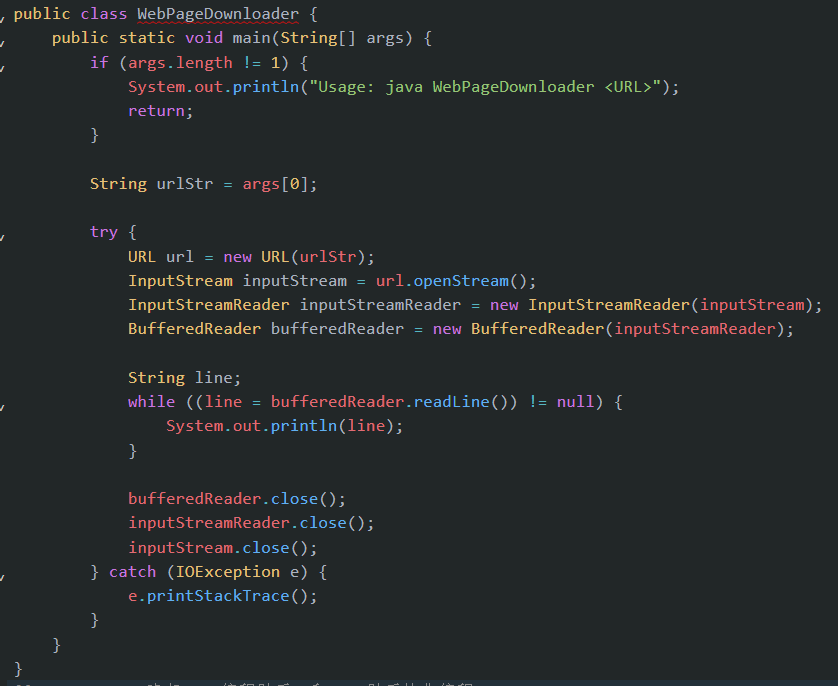 public class WebPageDownloader {
    public static void main(String[] args) {
        if (args.length != 1) {
            System.out.println("Usage: java WebPageDownloader <URL>");
            return;
        }

        String urlStr = args[0];

        try {
            URL url = new URL(urlStr);
            InputStream inputStream = url.openStream();
            InputStreamReader inputStreamReader = new InputStreamReader(inputStream);
            BufferedReader bufferedReader = new BufferedReader(inputStreamReader);

            String line;
            while ((line = bufferedReader.readLine()) != null) {
                System.out.println(line);
            }

            bufferedReader.close();
            inputStreamReader.close();
            inputStream.close();
        } catch (IOException e) {
            e.printStackTrace();
        }
    }
}